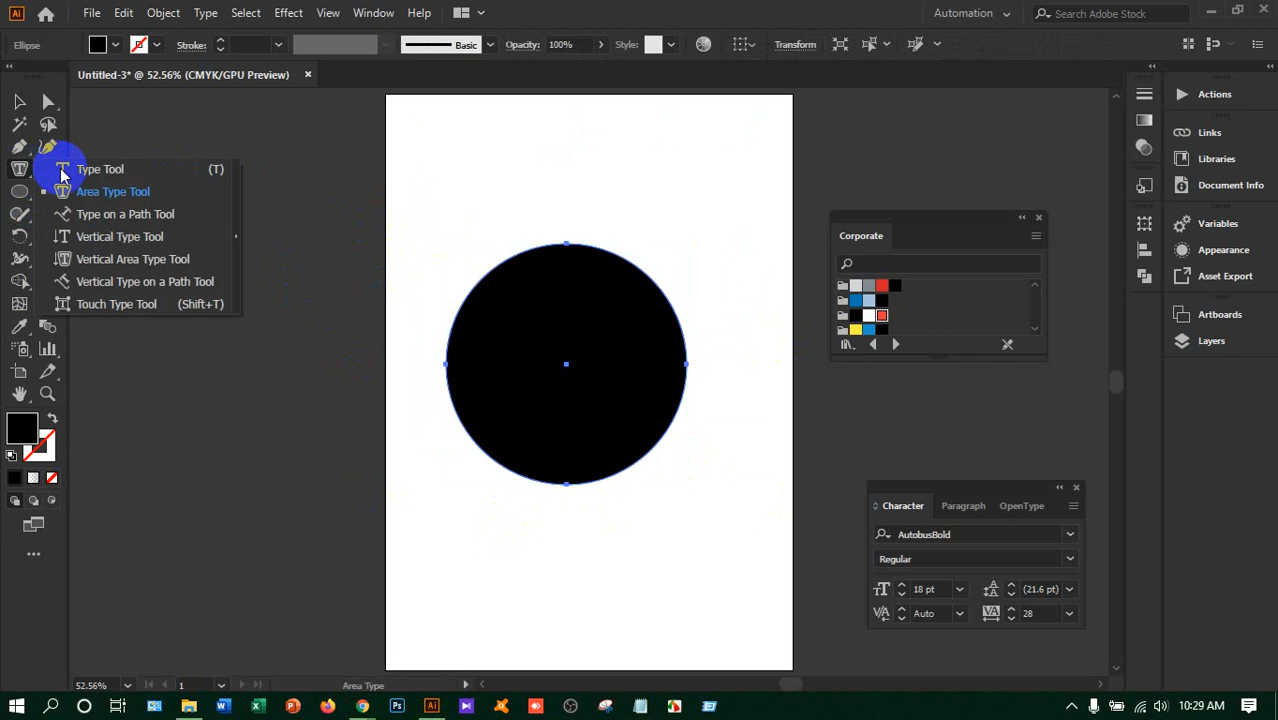 Ai File Edit Object Type Select Effect View Window Help Automation Search Adobe Stock
Ellipse Stroke: Basic Opacity: 100% Style: Transform
Untitled-3* @ 52.56% (CMYK/GPU Preview)
Type Tool (T)
Area Type Tool
Type on a Path Tool
Vertical Type Tool
Vertical Area Type Tool
Vertical Type on a Path Tool
Touch Type Tool (Shift+T)
Corporate
Actions
Links
Libraries
Document Info
Variables
Appearance
Asset Export
Artboards
Layers
Character Paragraph OpenType
AutobusBold
Regular
18 pt (21.6 pt)
Auto 28
52.56% 1 Area Type
10:29 AM